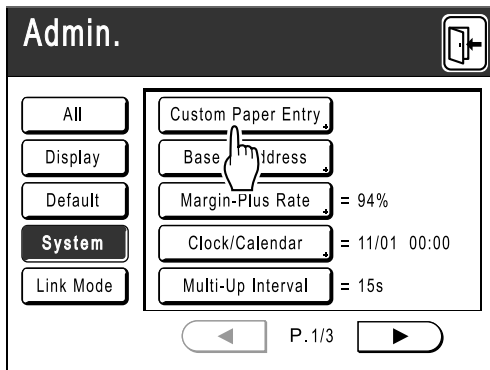 Admin.
All
Display
Default
System
Link Mode
Custom Paper Entry
Base ddress
Margin-Plus Rate = 94%
Clock/Calendar = 11/01 00:00
Multi-Up Interval = 15s
P.1/3